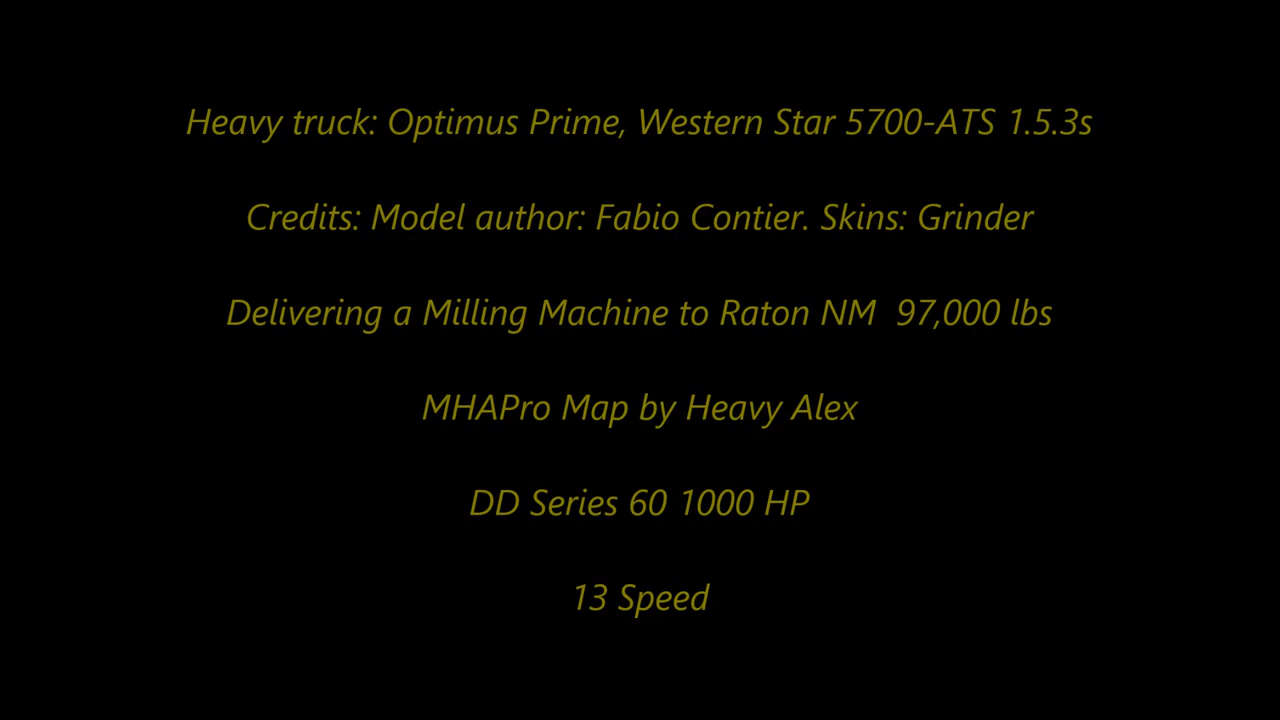 Heavy truck: Optimus Prime, Western Star 5700-ATS 1.5.3s
Credits: Model author: Fabio Contier. Skins: Grinder
Delivering a Milling Machine to Raton NM  97,000 lbs
MHAPro Map by Heavy Alex
DD Series 60 1000 HP
13 Speed